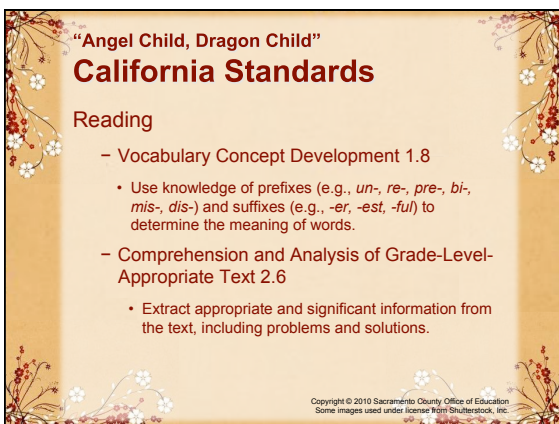 “Angel Child, Dragon Child”
California Standards
Reading
– Vocabulary Concept Development 1.8
• Use knowledge of prefixes (e.g., un-, re-, pre-, bi-,
mis-, dis-) and suffixes (e.g., -er, -est, -ful) to
determine the meaning of words.
– Comprehension and Analysis of Grade-Level-
Appropriate Text 2.6
• Extract appropriate and significant information from
the text, including problems and solutions.
Copyright © 2010 Sacramento County Office of Education
Some images used under license from Shutterstock, Inc.